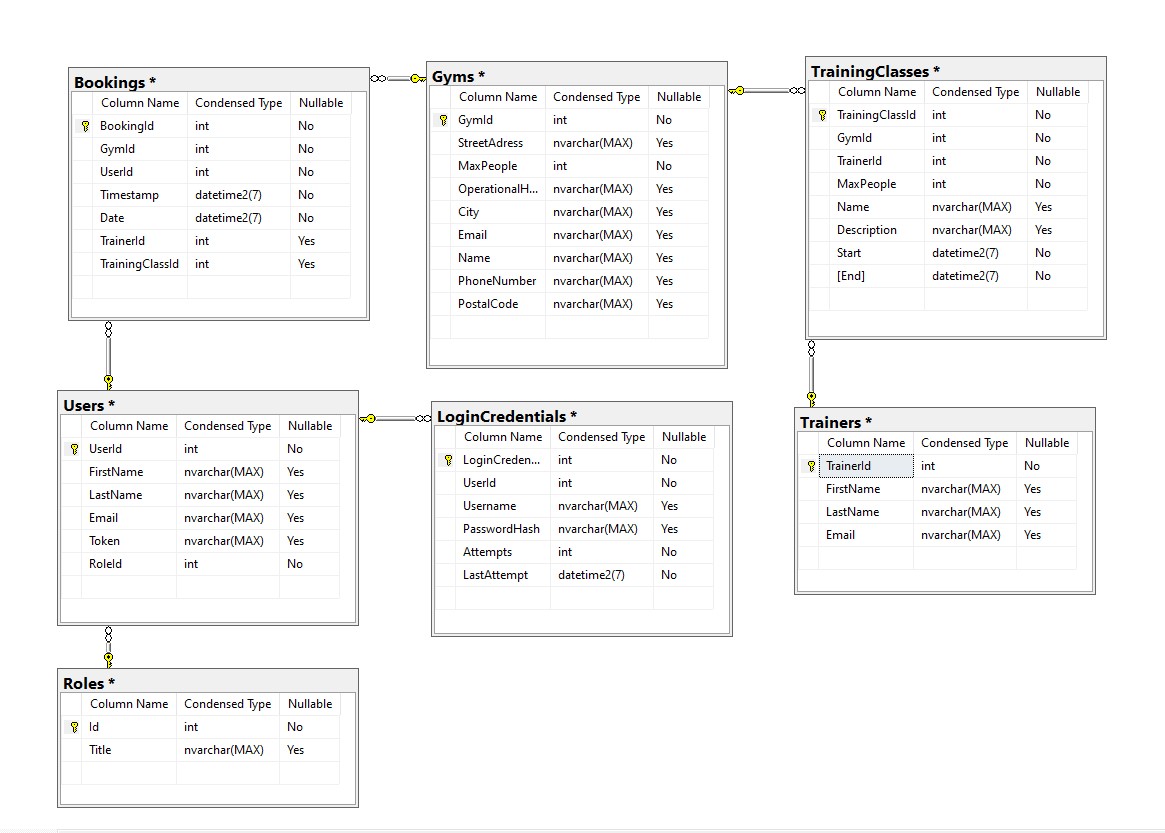 Bookings *
Column Name Condensed Type Nullable
BookingId int No
GymId int No
UserId int No
Timestamp datetime2(7) No
Date datetime2(7) No
TrainerId int Yes
TrainingClassId int Yes
Gyms *
Column Name Condensed Type Nullable
GymId int No
StreetAdress nvarchar(MAX) Yes
MaxPeople int No
OperationalH... nvarchar(MAX) Yes
City nvarchar(MAX) Yes
Email nvarchar(MAX) Yes
Name nvarchar(MAX) Yes
PhoneNumber nvarchar(MAX) Yes
PostalCode nvarchar(MAX) Yes
TrainingClasses *
Column Name Condensed Type Nullable
TrainingClassId int No
GymId int No
TrainerId int No
MaxPeople int No
Name nvarchar(MAX) Yes
Description nvarchar(MAX) Yes
Start datetime2(7) No
[End] datetime2(7) No
Users *
Column Name Condensed Type Nullable
UserId int No
FirstName nvarchar(MAX) Yes
LastName nvarchar(MAX) Yes
Email nvarchar(MAX) Yes
Token nvarchar(MAX) Yes
RoleId int No
LoginCredentials *
Column Name Condensed Type Nullable
LoginCreden... int No
UserId int No
Username nvarchar(MAX) Yes
PasswordHash nvarchar(MAX) Yes
Attempts int No
LastAttempt datetime2(7) No
Trainers *
Column Name Condensed Type Nullable
TrainerId int No
FirstName nvarchar(MAX) Yes
LastName nvarchar(MAX) Yes
Email nvarchar(MAX) Yes
Roles *
Column Name Condensed Type Nullable
Id int No
Title nvarchar(MAX) Yes